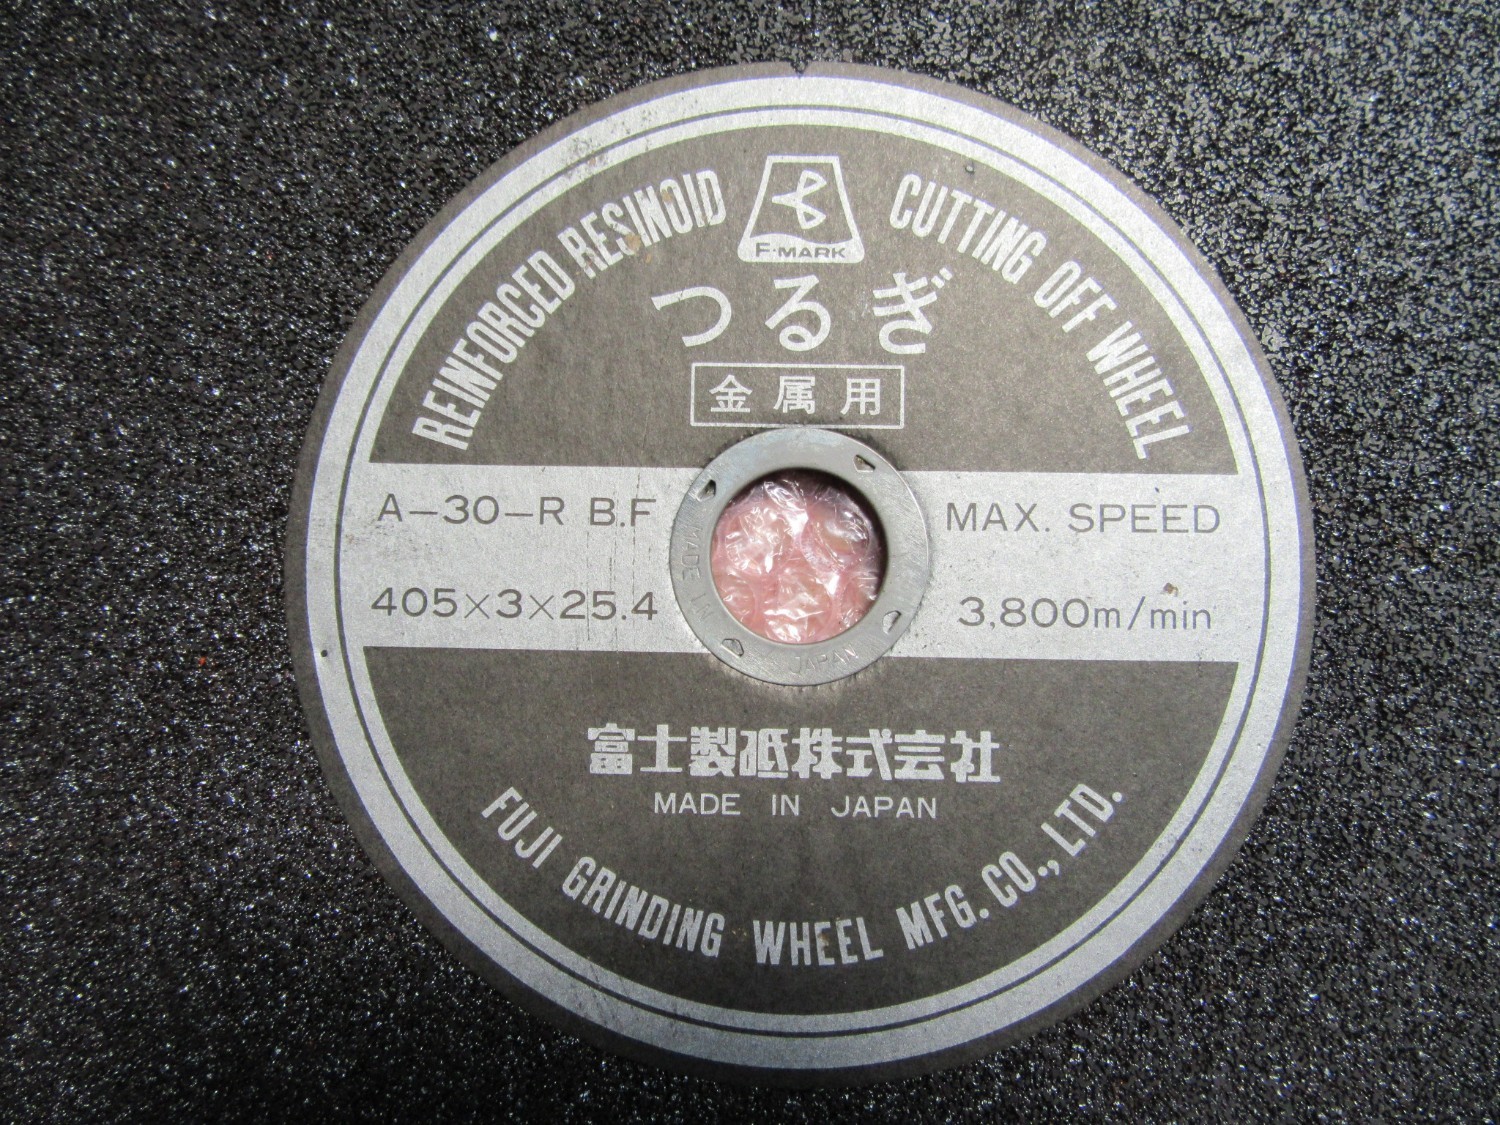 REINFORCED RESINOID CUTTING OFF WHEEL
F-MARK
つるぎ
金属用
A-30-R B.F
405×3×25.4
MAX. SPEED
3,800m/min
MADE IN JAPAN
富士製砥株式会社
MADE IN JAPAN
FUJI GRINDING WHEEL MFG. CO., LTD.